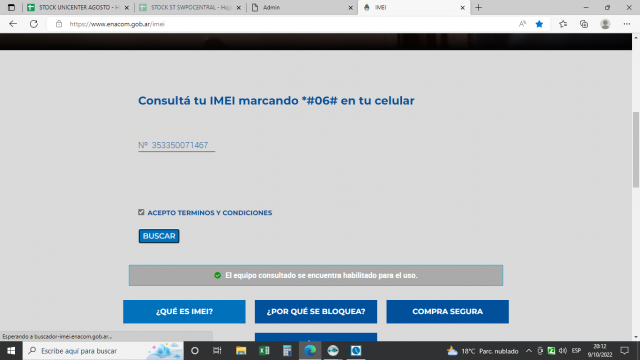 STOCK UNICENTER AGOSTO - H
STOCK ST SWPOCENTRAL - Hoja
Admin
IMEI
https://www.enacom.gob.ar/imei
Consultá tu IMEI marcando *#06# en tu celular
Nº 353350071467
ACEPTO TERMINOS Y CONDICIONES
BUSCAR
El equipo consultado se encuentra habilitado para el uso.
¿QUÉ ES IMEI?
¿POR QUÉ SE BLOQUEA?
COMPRA SEGURA
Esperando a buscador-imei.enacom.gob.ar...
Escribe aquí para buscar
18°C Parc. nublado
ESP
20:12
9/10/2022